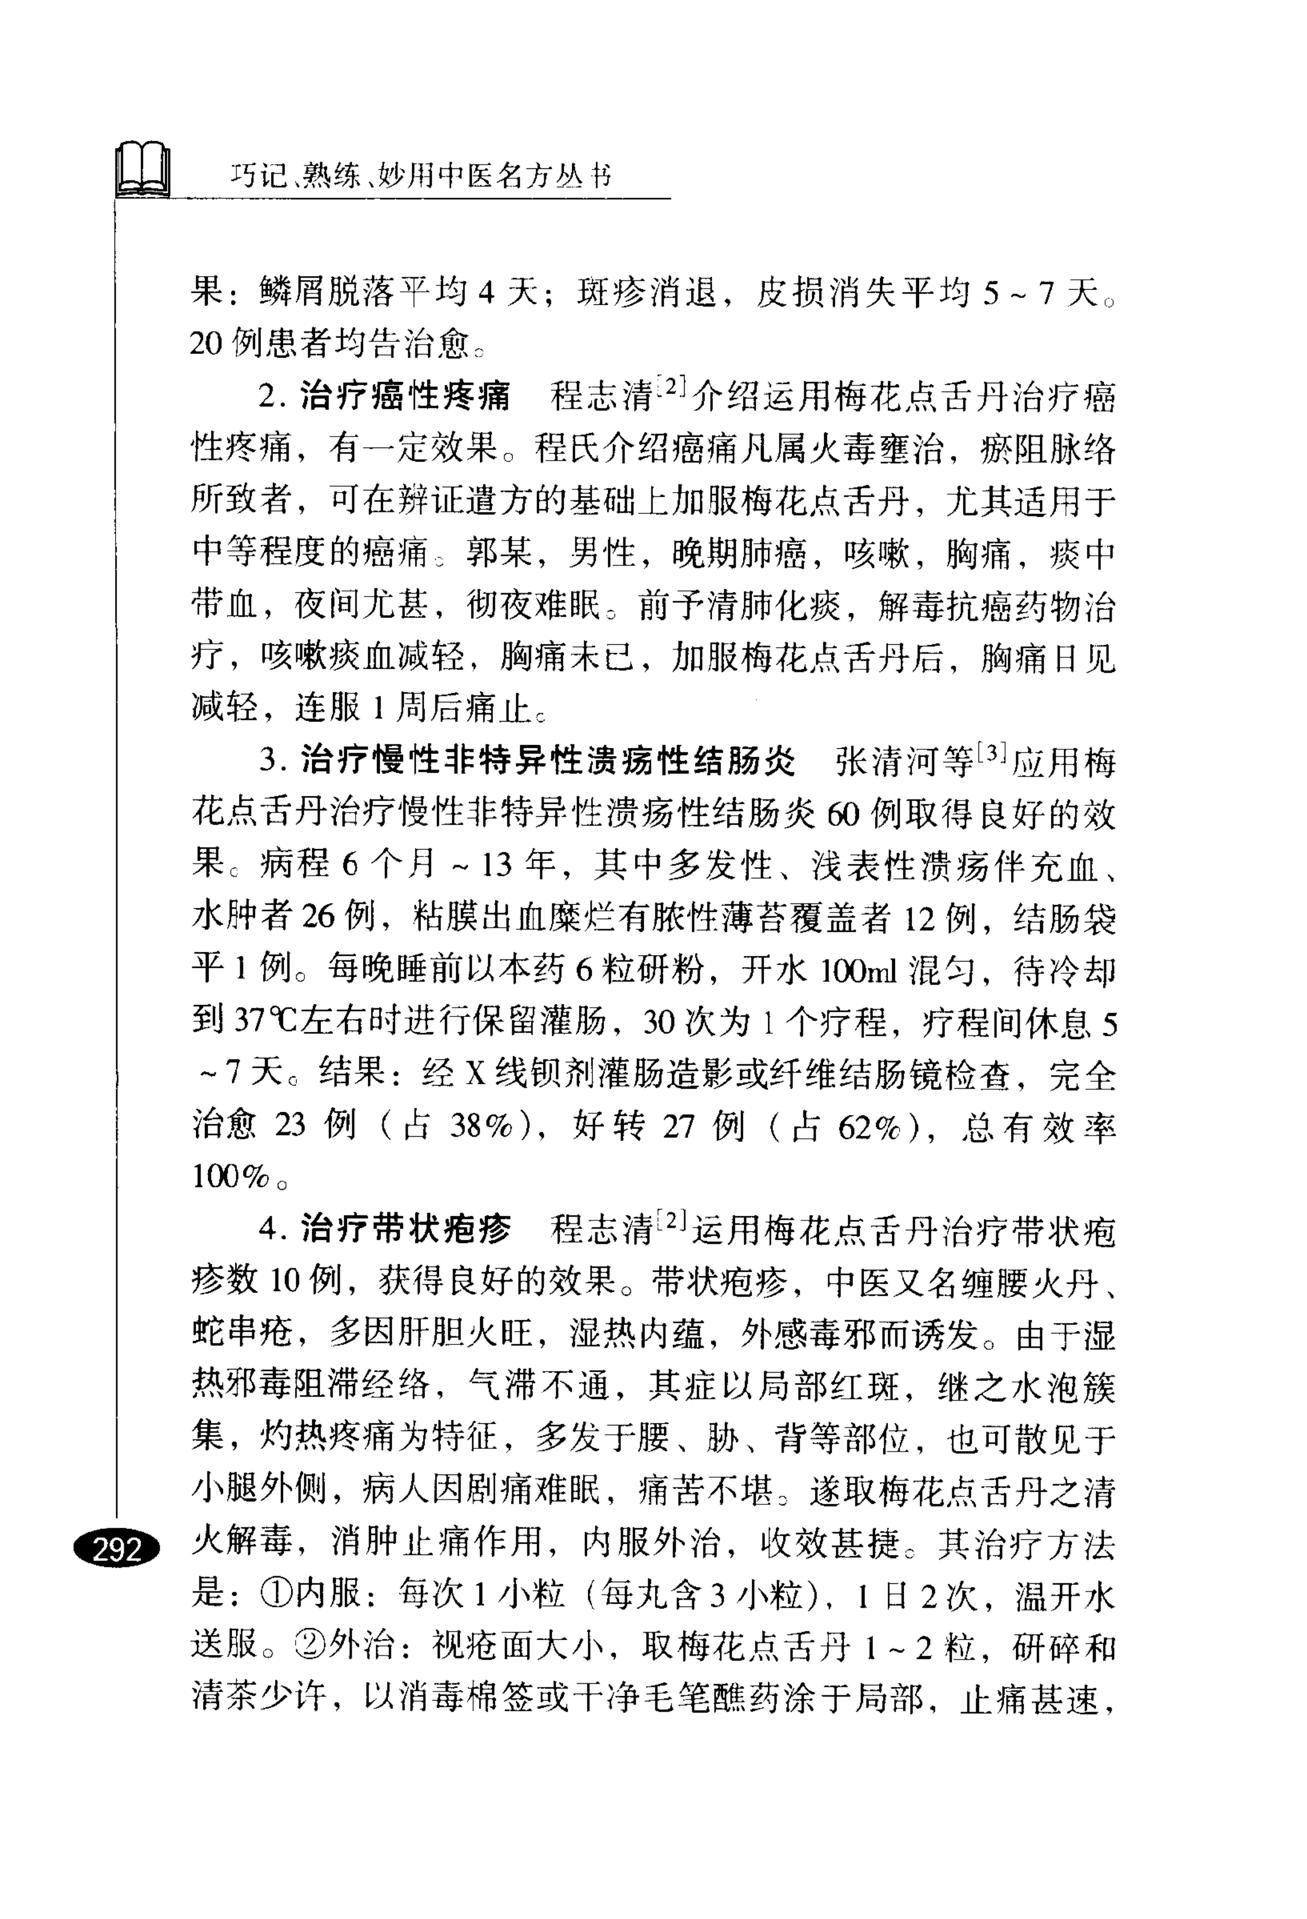 巧记、熟练、妙用中医名方丛书
果：鳞屑脱落平均 4 天；斑疹消退，皮损消失平均 5～7 天。
20 例患者均告治愈。
2. 治疗癌性疼痛　程志清[2]介绍运用梅花点舌丹治疗癌
性疼痛，有一定效果。程氏介绍癌痛凡属火毒壅治，瘀阻脉络
所致者，可在辨证遣方的基础上加服梅花点舌丹，尤其适用于
中等程度的癌痛。郭某，男性，晚期肺癌，咳嗽，胸痛，痰中
带血，夜间尤甚，彻夜难眠。前予清肺化痰，解毒抗癌药物治
疗，咳嗽痰血减轻，胸痛未已，加服梅花点舌丹后，胸痛日见
减轻，连服 1 周后痛止。
3. 治疗慢性非特异性溃疡性结肠炎　张清河等[3]应用梅
花点舌丹治疗慢性非特异性溃疡性结肠炎 60 例取得良好的效
果。病程 6 个月～13 年，其中多发性、浅表性溃疡伴充血、
水肿者 26 例，粘膜出血糜烂有脓性薄苔覆盖者 12 例，结肠袋
平 1 例。每晚睡前以本药 6 粒研粉，开水 100ml 混匀，待冷却
到 37℃左右时进行保留灌肠，30 次为 1 个疗程，疗程间休息 5
～7 天。结果：经 X 线钡剂灌肠造影或纤维结肠镜检查，完全
治愈 23 例（占 38%），好转 27 例（占 62%），总有效率
100%。
4. 治疗带状疱疹　程志清[2]运用梅花点舌丹治疗带状疱
疹数 10 例，获得良好的效果。带状疱疹，中医又名缠腰火丹、
蛇串疮，多因肝胆火旺，湿热内蕴，外感毒邪而诱发。由于湿
热邪毒阻滞经络，气滞不通，其症以局部红斑，继之水泡簇
集，灼热疼痛为特征，多发于腰、胁、背等部位，也可散见于
小腿外侧，病人因剧痛难眠，痛苦不堪。遂取梅花点舌丹之清
火解毒，消肿止痛作用，内服外治，收效甚捷。其治疗方法
是：①内服：每次 1 小粒（每丸含 3 小粒），1 日 2 次，温开水
送服。②外治：视疮面大小，取梅花点舌丹 1～2 粒，研碎和
清茶少许，以消毒棉签或干净毛笔醮药涂于局部，止痛甚速，
292